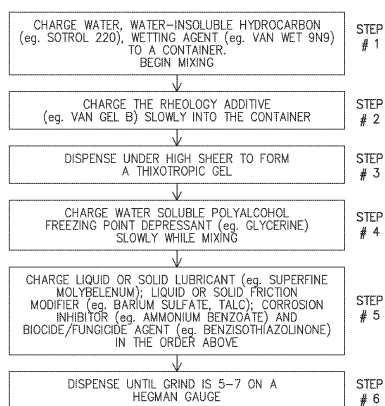 CHARGE WATER, WATER-INSOLUBLE HYDROCARBON
(eg. SOTROL 220), WETTING AGENT (eg. VAN WET 9N9)
TO A CONTAINER.
BEGIN MIXING
STEP
# 1
CHARGE THE RHEOLOGY ADDITIVE
(eg. VAN GEL B) SLOWLY INTO THE CONTAINER
STEP
# 2
DISPENSE UNDER HIGH SHEER TO FORM
A THIXOTROPIC GEL
STEP
# 3
CHARGE WATER SOLUBLE POLYALCOHOL
FREEZING POINT DEPRESSANT (eg. GLYCERINE)
SLOWLY WHILE MIXING
STEP
# 4
CHARGE LIQUID OR SOLID LUBRICANT (eg. SUPERFINE
MOLYBELENUM); LIQUID OR SOLID FRICTION
MODIFIER (eg. BARIUM SULFATE, TALC); CORROSION
INHIBITOR (eg. AMMONIUM BENZOATE) AND
BIOCIDE/FUNGICIDE AGENT (eg. BENZISOTHIAZOLINONE)
IN THE ORDER ABOVE
STEP
# 5
DISPENSE UNTIL GRIND IS 5-7 ON A
HEGMAN GAUGE
STEP
# 6